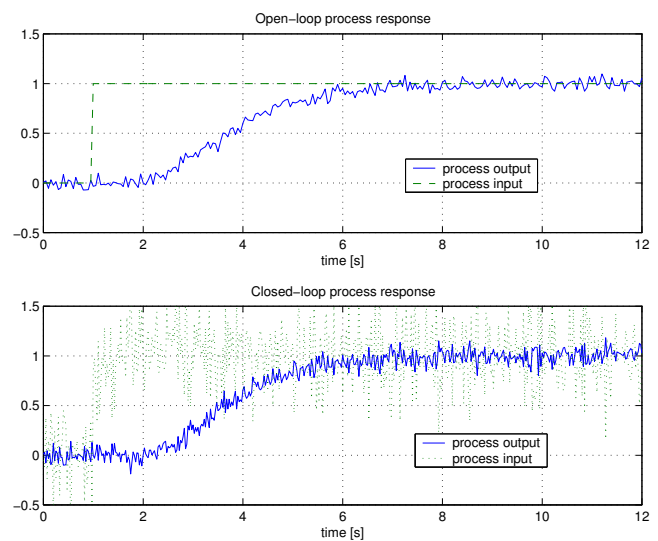 Open−loop process response
1.5
1
0.5
0
−0.5
0 2 4 6 8 10 12
time [s]
process output
process input
Closed−loop process response
1.5
1
0.5
0
−0.5
0 2 4 6 8 10 12
time [s]
process output
process input